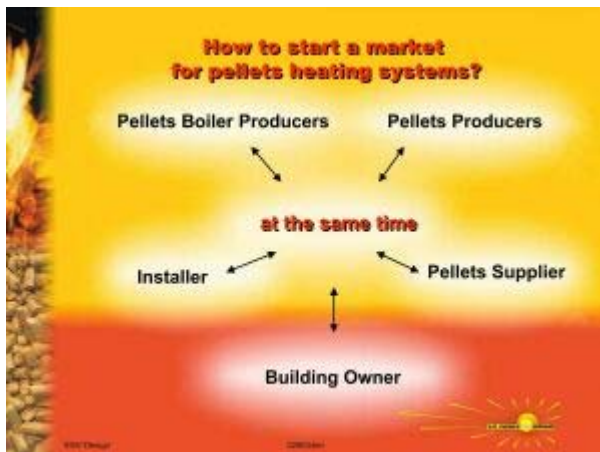 How to start a market
for pellets heating systems?
Pellets Boiler Producers
Pellets Producers
at the same time
Installer
Pellets Supplier
Building Owner